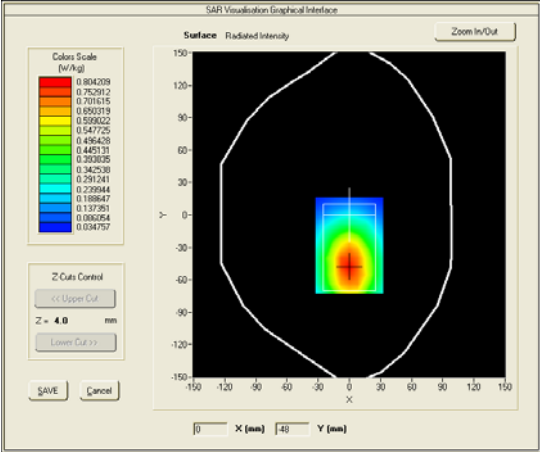 SAR Visualisation Graphical Interface
Surface Radiated Intensity
Zoom In/Out
Colors Scale
(W/kg)
0.804209
0.752912
0.701615
0.650319
0.599022
0.547725
0.496428
0.445131
0.393835
0.342538
0.291241
0.239944
0.188647
0.137351
0.086054
0.034757
Z-Cuts Control
<< Upper Cut
Z = 4.0 mm
Lower Cut >>
SAVE Cancel
150-
120-
90-
60-
30-
0-
-30-
-60-
-90-
-120-
-150-
Y
-150 -120 -90 -60 -30 0 30 60 90 120 150
X
0 X (mm) -48 Y (mm)